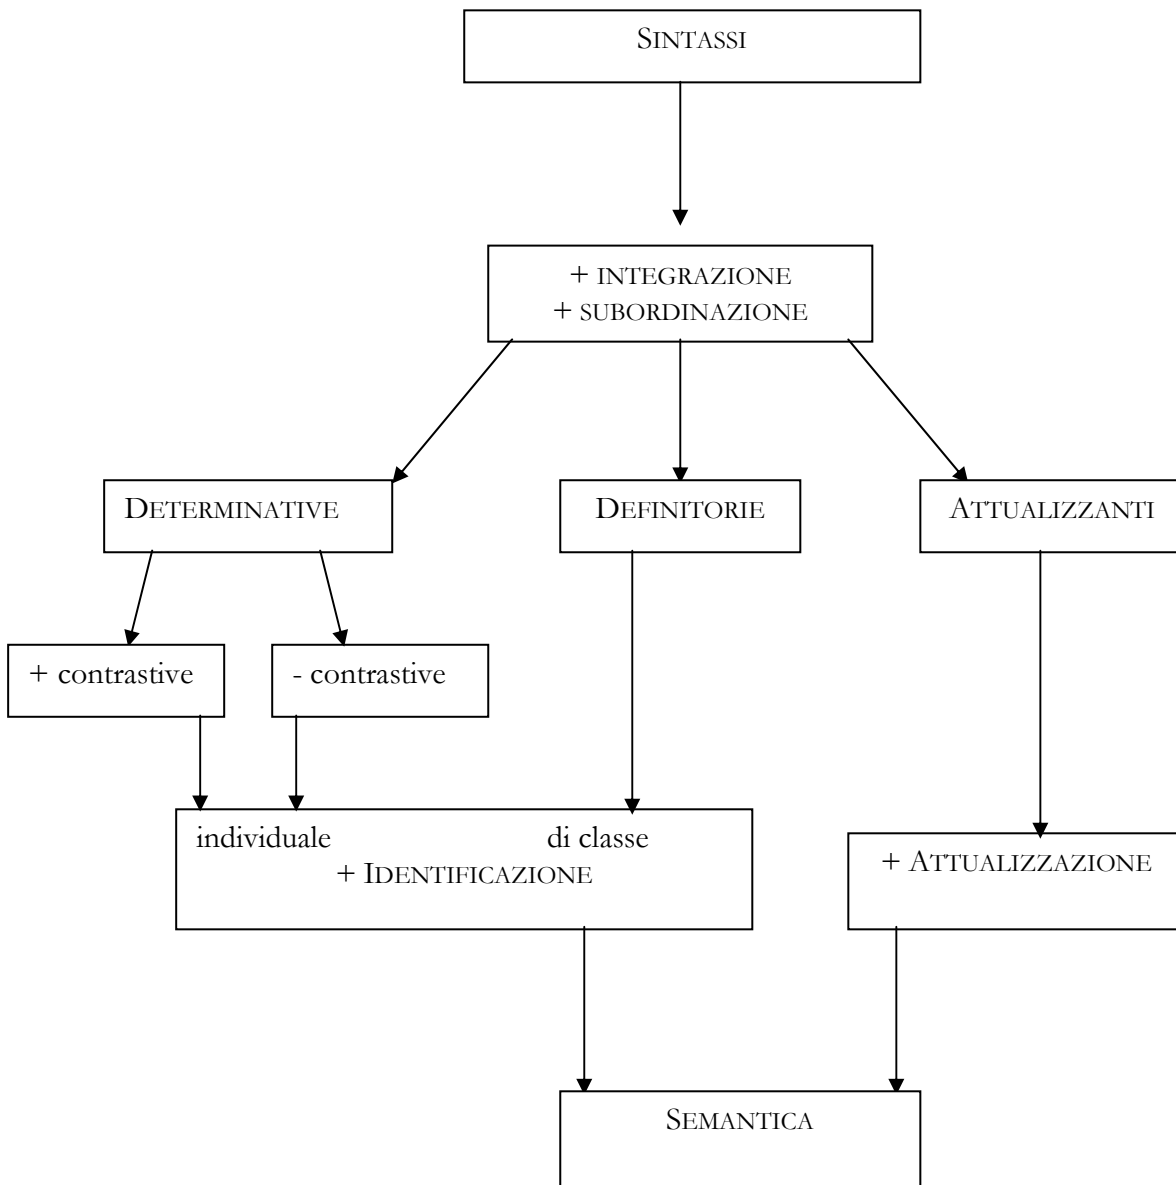 SINTASSI
+ INTEGRAZIONE
+ SUBORDINAZIONE
DETERMINATIVE
DEFINITORIE
ATTUALIZZANTI
+ contrastive
- contrastive
individuale di classe
+ IDENTIFICAZIONE
+ ATTUALIZZAZIONE
SEMANTICA